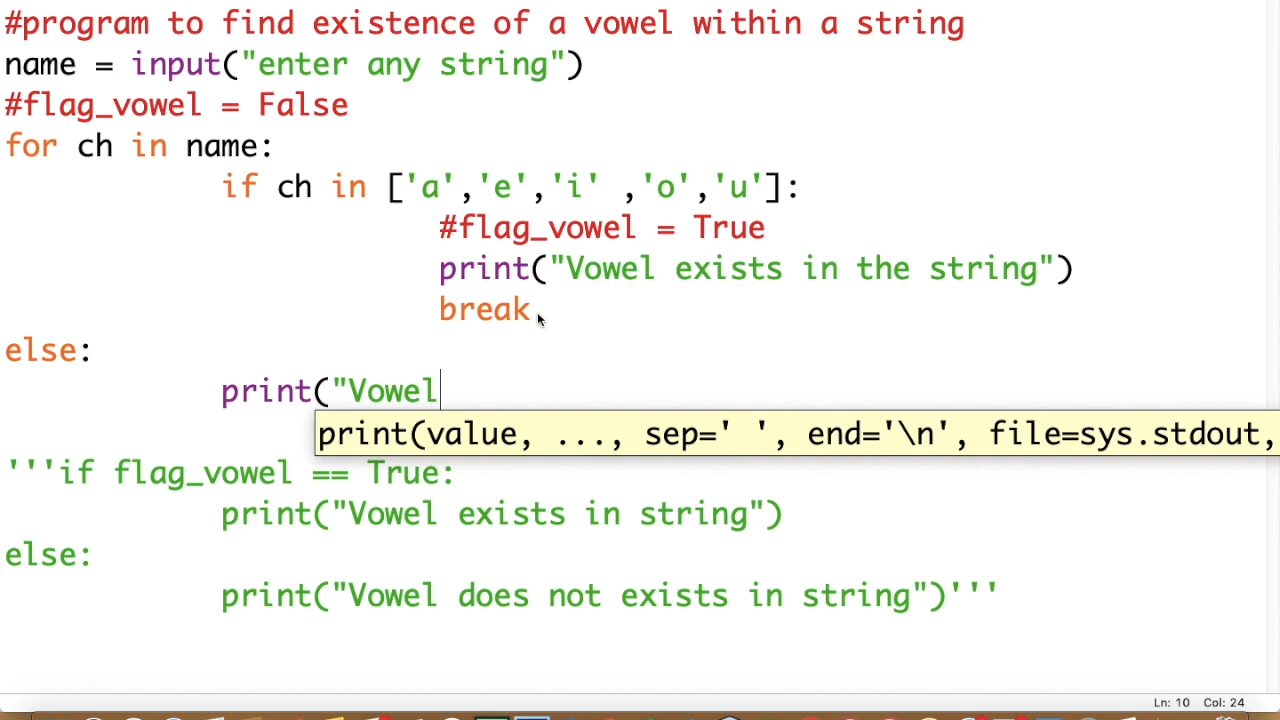 #program to find existence of a vowel within a string
name = input("enter any string")
#flag_vowel = False
for ch in name:
if ch in ['a','e','i' ,'o','u']:
#flag_vowel = True
print("Vowel exists in the string")
break
else:
print("Vowel
print(value, ..., sep=' ', end='\n', file=sys.stdout,
'''if flag_vowel == True:
print("Vowel exists in string")
else:
print("Vowel does not exists in string")'''
Ln: 10 Col: 24